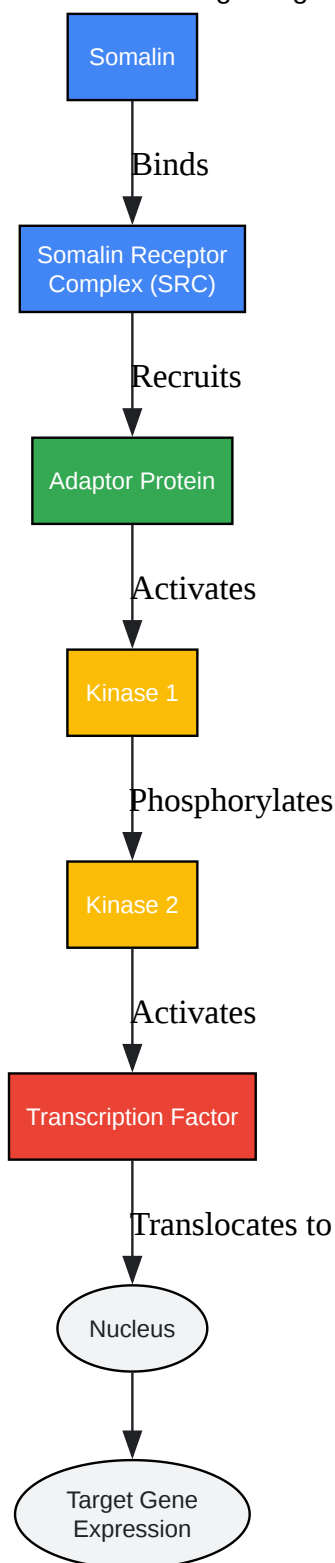 Somalin
Binds
Somalin Receptor
Complex (SRC)
Recruits
Adaptor Protein
Activates
Kinase 1
Phosphorylates
Kinase 2
Activates
Transcription Factor
Translocates to
Nucleus
Target Gene
Expression